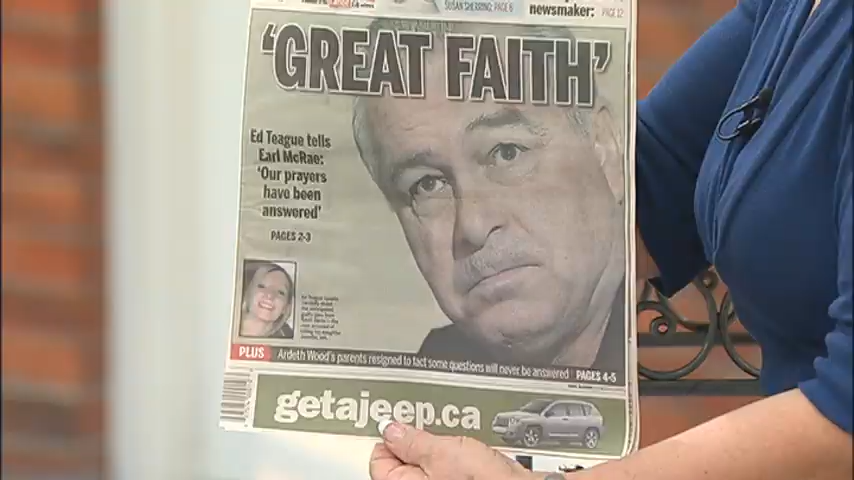 SUSAN SHERRING: PAGE 6
newsmaker: PAGE 12
'GREAT FAITH'
Ed Teague tells
Earl McRae:
'Our prayers
have been
answered'
PAGES 2-3
PLUS Ardeth Wood's parents resigned to fact some questions will never be answered PAGES 4-5
getajeep.ca